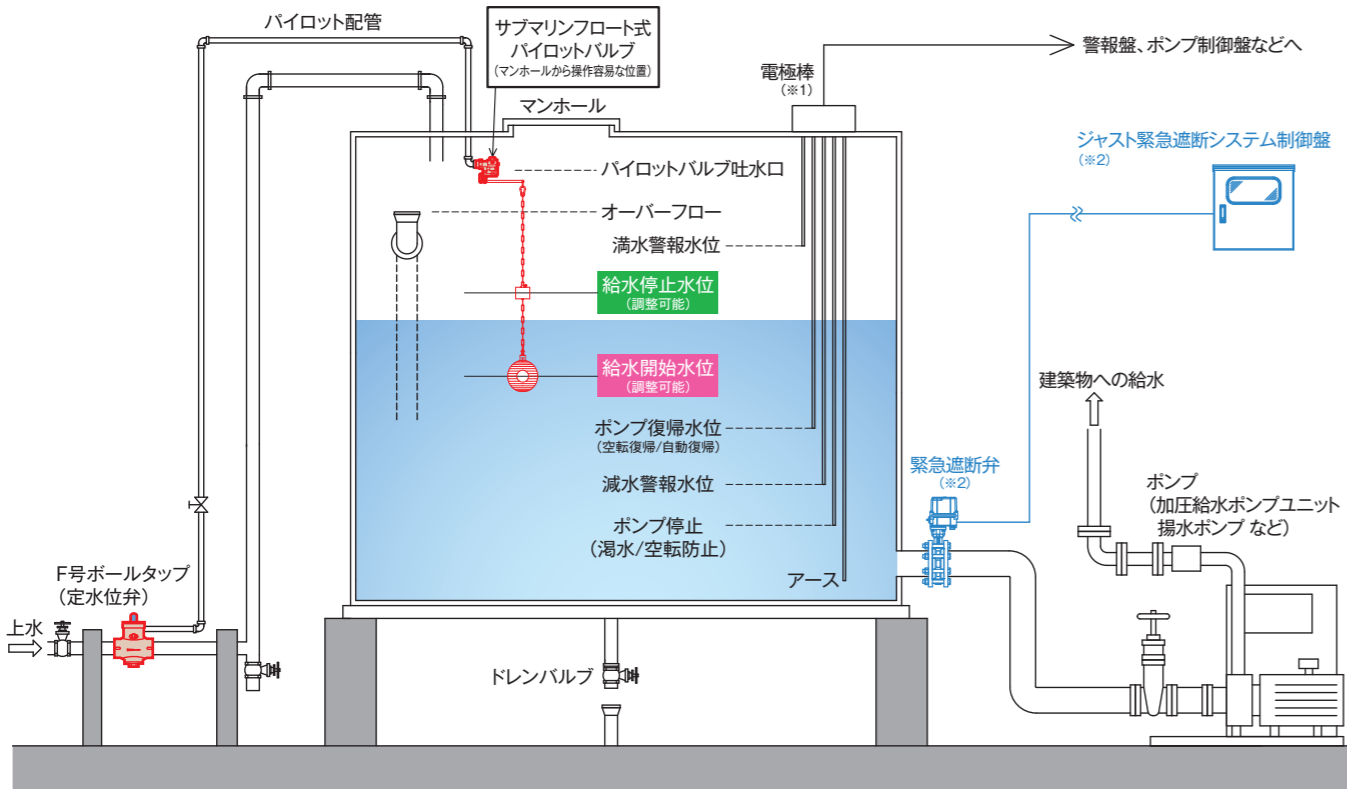 パイロット配管
サブマリンフロート式
パイロットバルブ
(マンホールから操作容易な位置)
警報盤、ポンプ制御盤などへ
電極棒
(※1)
マンホール
ジャスト緊急遮断システム制御盤
(※2)
パイロットバルブ吐水口
オーバーフロー
満水警報水位
給水停止水位
(調整可能)
給水開始水位
(調整可能)
建築物への給水
ポンプ復帰水位
(空転復帰/自動復帰)
緊急遮断弁
(※2)
減水警報水位
ポンプ
(加圧給水ポンプユニット
揚水ポンプ など)
ポンプ停止
(渇水/空転防止)
アース
F号ボールタップ
(定水位弁)
上水
ドレンバルブ